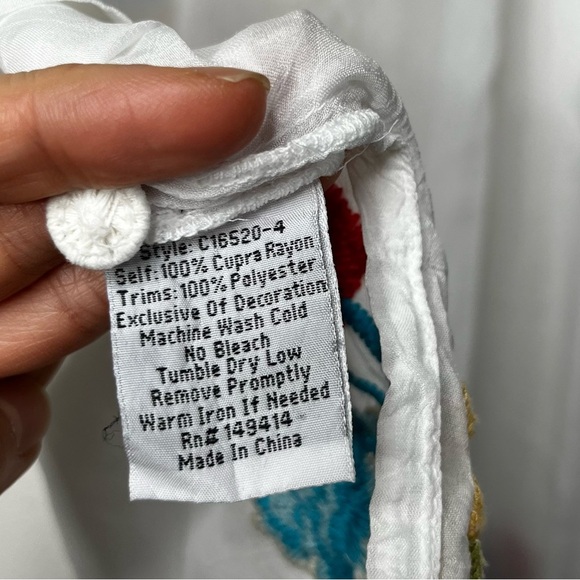 Style: C16520-4
Self:100% Cupra Rayon
Trims:100% Polyester
Exclusive Of Decoration
Machine Wash Cold
No Bleach
Tumble Dry Low
Remove Promptly
Warm Iron If Needed
Rn# 149414
Made In China